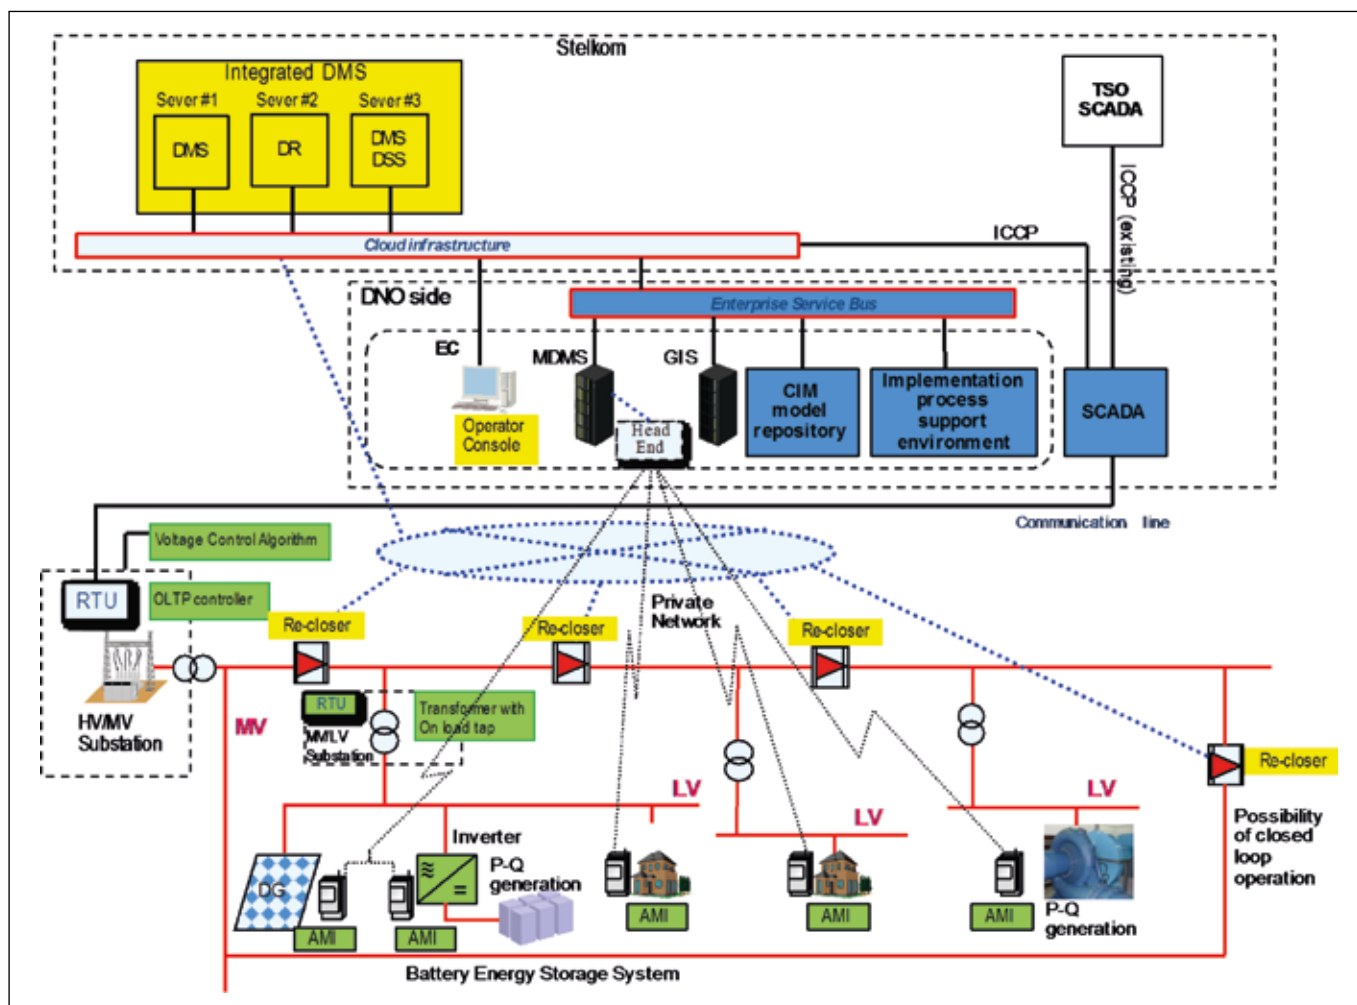 Stelkom
Integrated DMS
Sever #1
Sever #2
Sever #3
DMS
DR
DMS
DSS
TSO
SCADA
ICCP (existing)
Cloud infrastructure
ICCP
DNO side
Enterprise Service Bus
EC
MDMS
GIS
Operator
Console
Head
End
CIM
model
repository
Implementation
process
support
environment
SCADA
Communication line
Voltage Control Algorithm
RTU
OLTP controller
Re-closer
Re-closer
Private
Network
Re-closer
HV/MV
Substation
MV
RTU
MV/LV
Substation
Transformer with
On load tap
Re-closer
LV
LV
LV
Possibility
of closed
loop
operation
Inverter
P-Q
generation
DG
AMI
AMI
AMI
AMI
AMI
P-Q
generation
Battery Energy Storage System